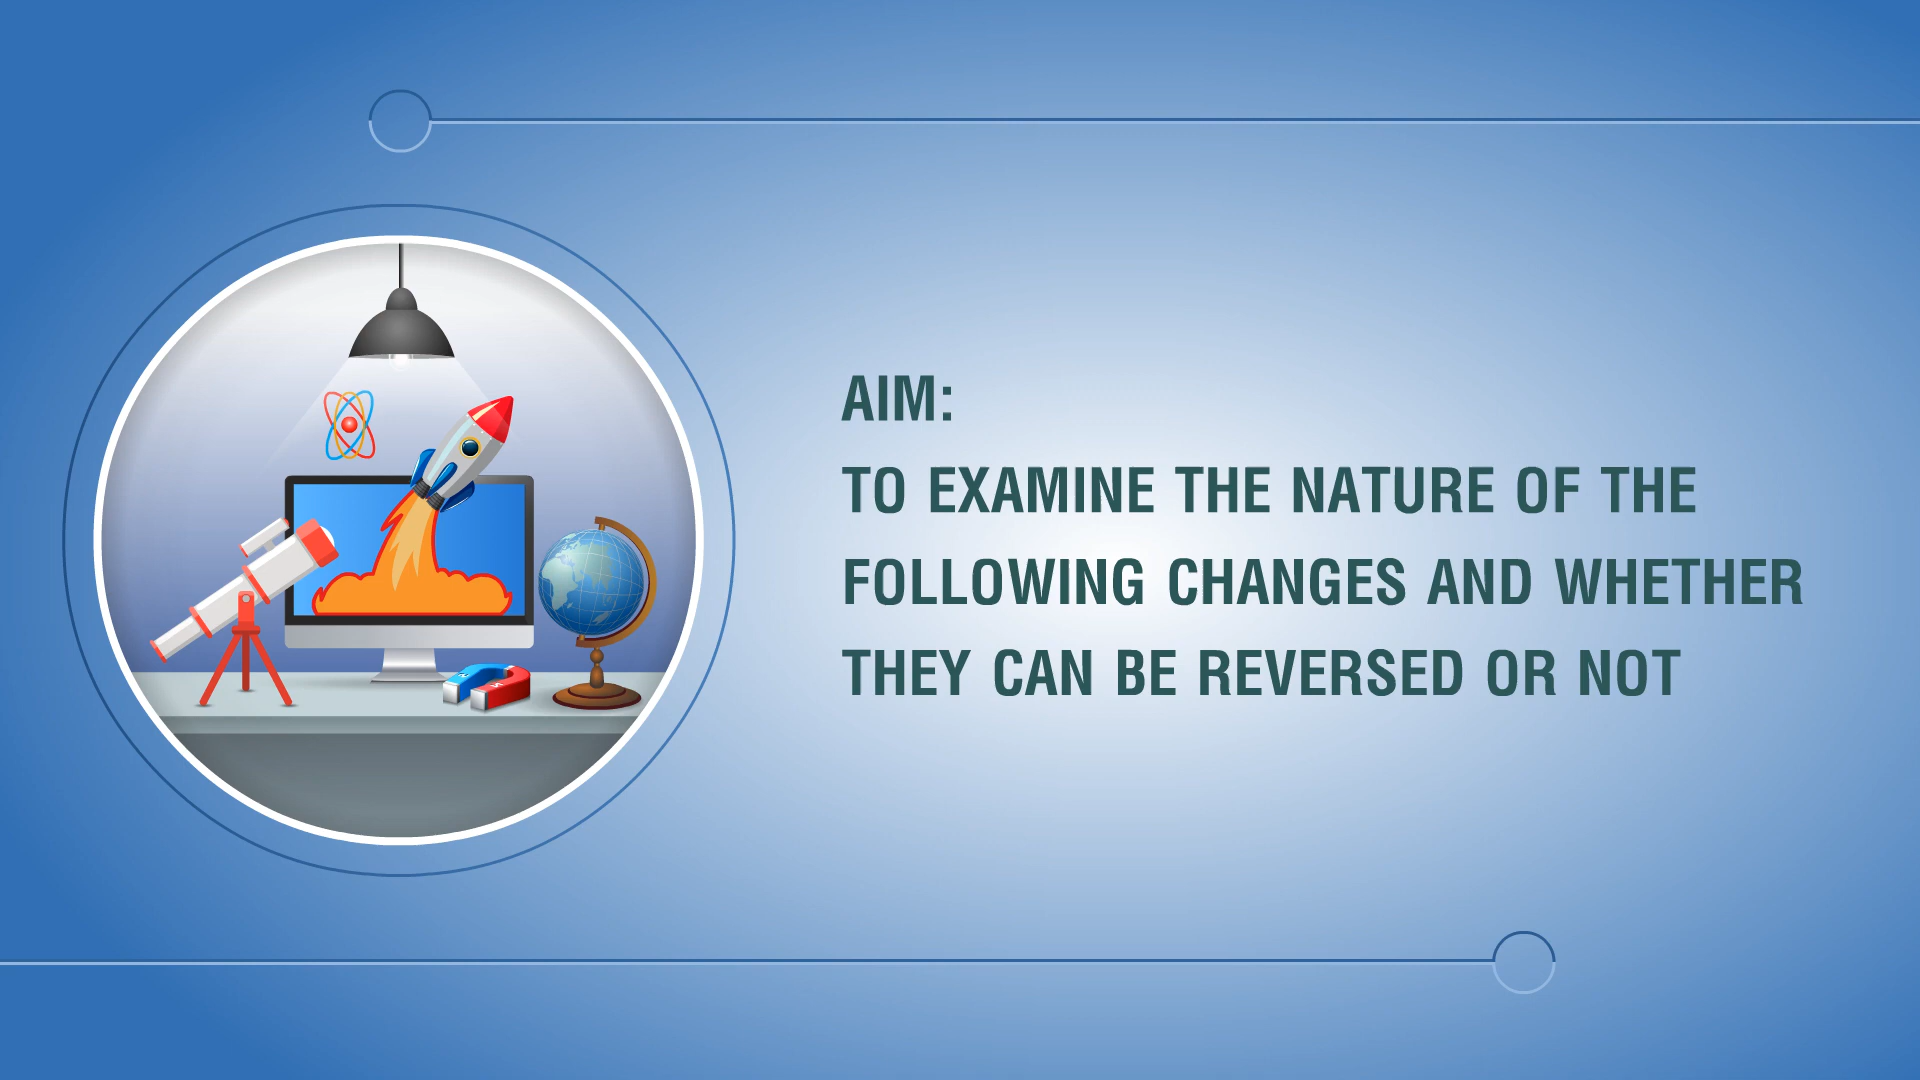 AIM:
TO EXAMINE THE NATURE OF THE
FOLLOWING CHANGES AND WHETHER
THEY CAN BE REVERSED OR NOT